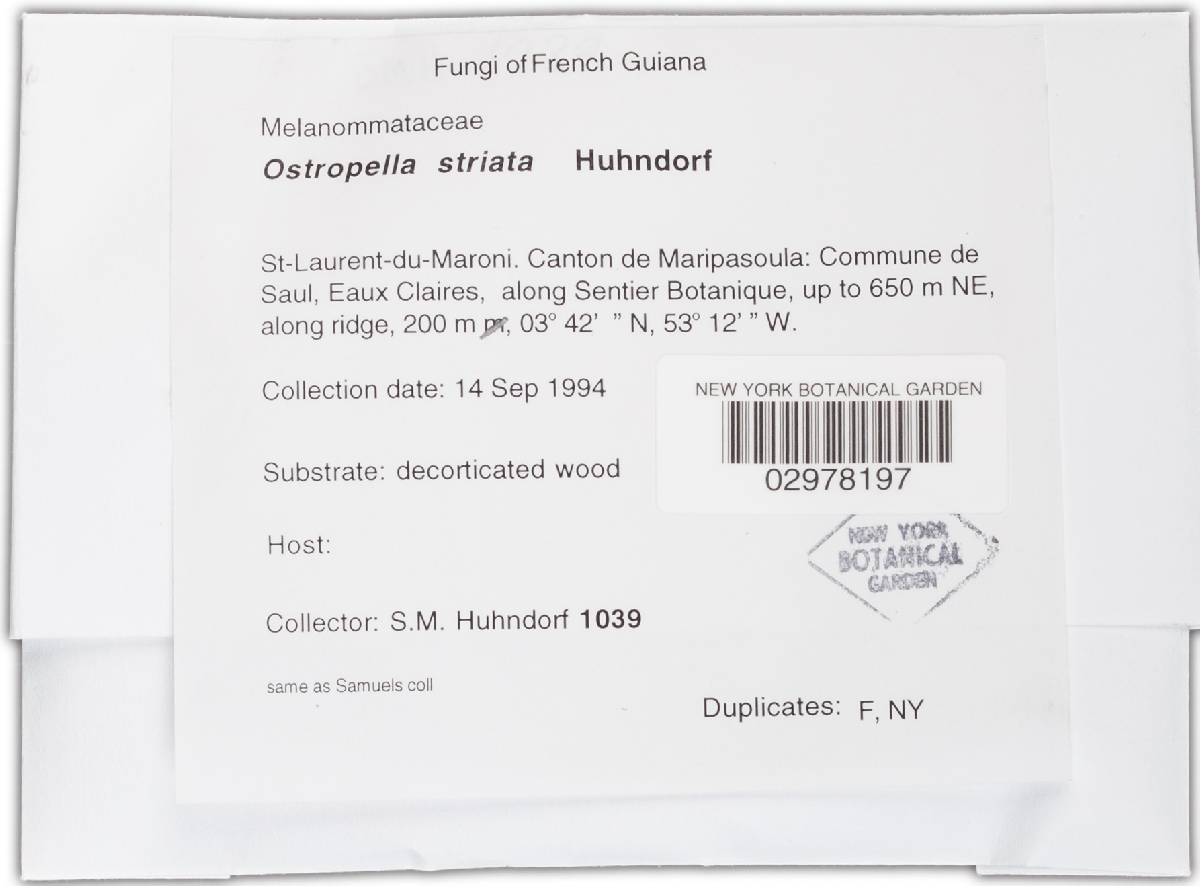 Fungi of French Guiana
Melanommataceae
Ostropella striata Huhndorf
St-Laurent-du-Maroni. Canton de Maripasoula: Commune de
Saul, Eaux Claires, along Sentier Botanique, up to 650 m NE,
along ridge, 200 m m, 03° 42' " N, 53° 12' " W.
Collection date: 14 Sep 1994
NEW YORK BOTANICAL GARDEN
02978197
Substrate: decorticated wood
Host:
NEW YORK
BOTANICAL
GARDEN
Collector: S.M. Huhndorf 1039
same as Samuels coll
Duplicates: F, NY